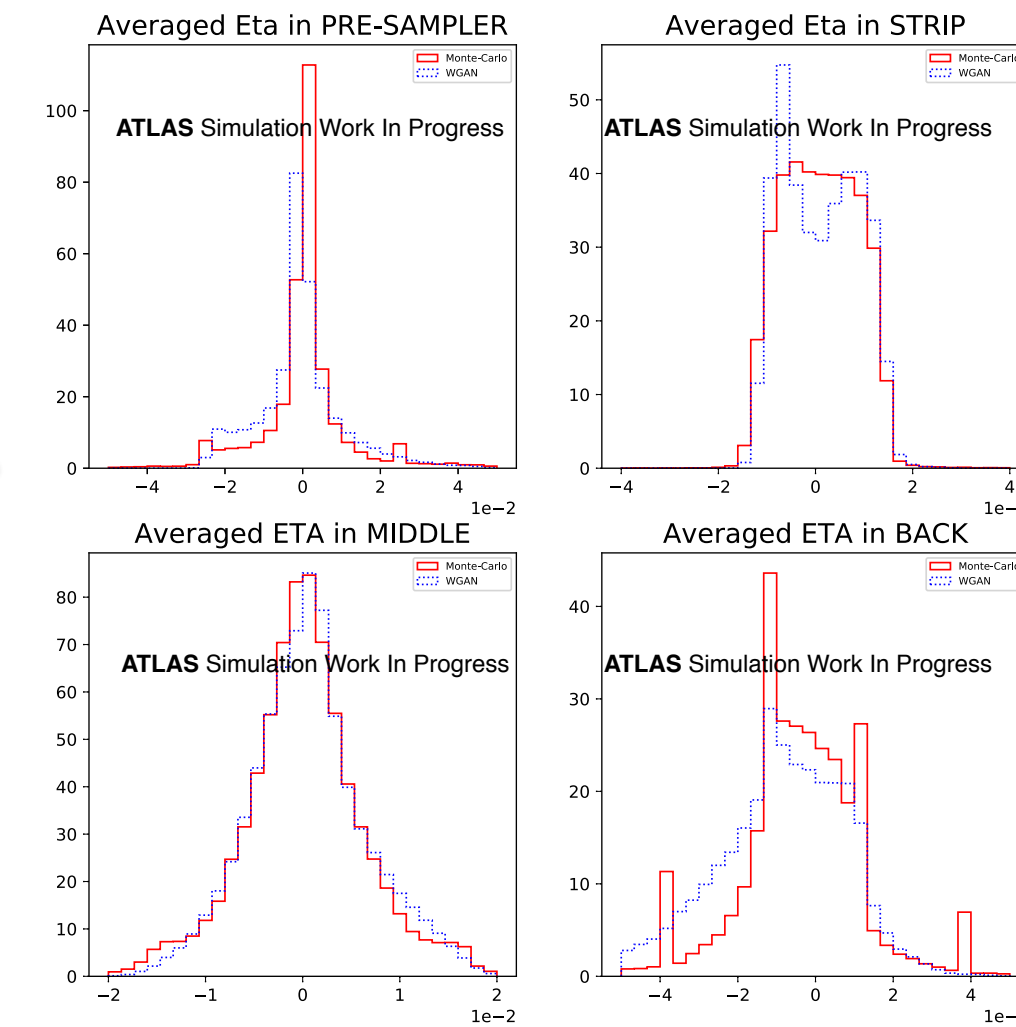 Averaged Eta in PRE-SAMPLER
Monte-Carlo
WGAN
ATLAS Simulation Work In Progress
100
80
60
40
20
0
−4 −2 0 2 4
1e−2
Averaged Eta in STRIP
Monte-Carlo
WGAN
ATLAS Simulation Work In Progress
50
40
30
20
10
0
−4 −2 0 2 4
1e−
Averaged ETA in MIDDLE
Monte-Carlo
WGAN
ATLAS Simulation Work In Progress
80
70
60
50
40
30
20
10
0
−2 −1 0 1 2
1e−2
Averaged ETA in BACK
Monte-Carlo
WGAN
ATLAS Simulation Work In Progress
40
30
20
10
0
−4 −2 0 2 4
1e−